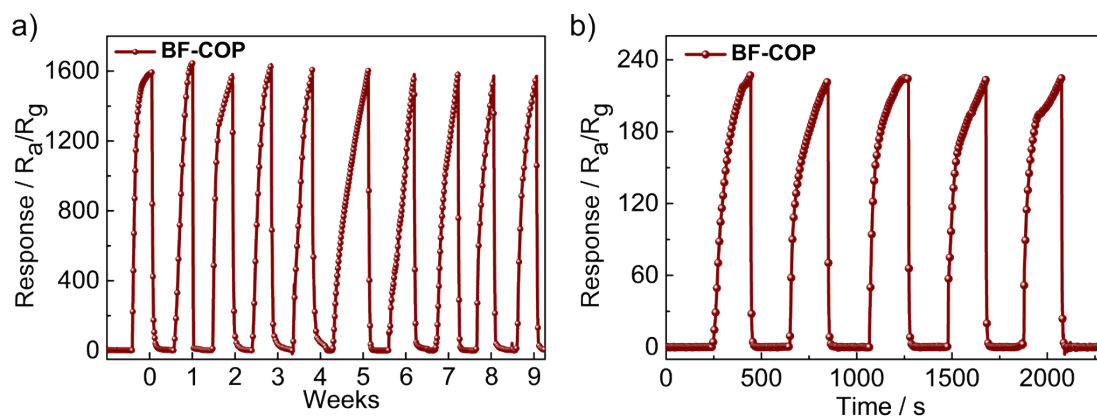 a)
BF-COP
Response / Ra/Rg
1600
1200
800
400
0
0 1 2 3 4 5 6 7 8 9
Weeks
b)
BF-COP
Response / Ra/Rg
240
180
120
60
0
0 500 1000 1500 2000
Time / s